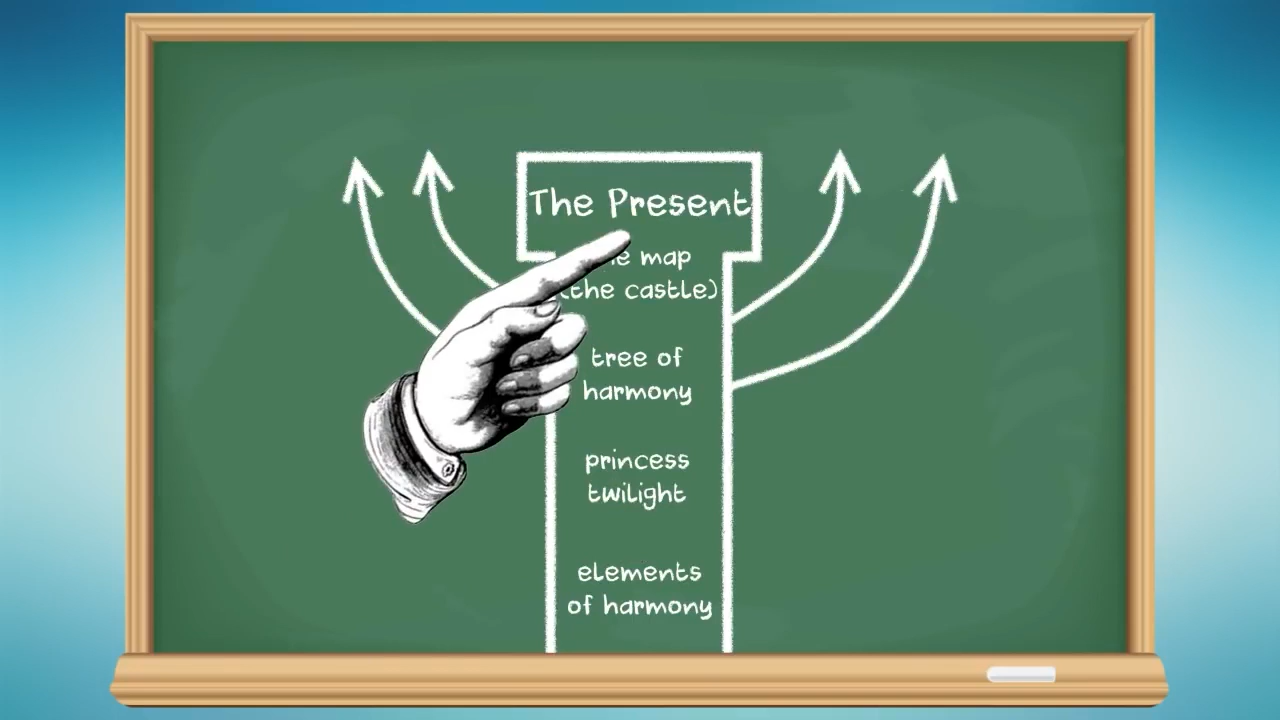 The Present
map
(the castle)
tree of
harmony
princess
twilight
elements
of harmony